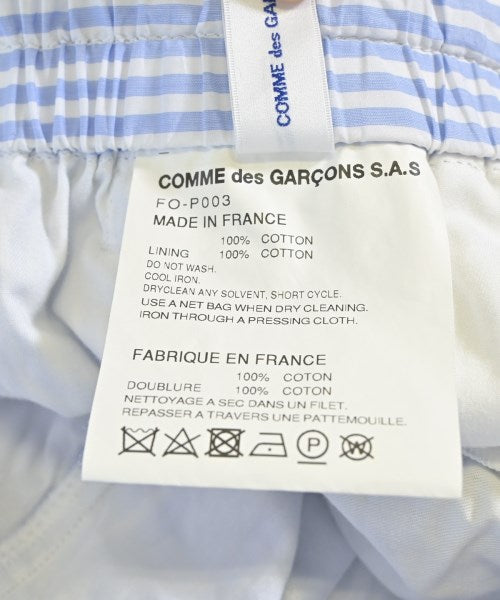 COMME des GA
COMME des GARÇONS S.A.S
FO-P003
MADE IN FRANCE
100% COTTON
LINING 100% COTTON
DO NOT WASH.
COOL IRON.
DRYCLEAN ANY SOLVENT, SHORT CYCLE.
USE A NET BAG WHEN DRY CLEANING.
IRON THROUGH A PRESSING CLOTH.
FABRIQUE EN FRANCE
100% COTON
DOUBLURE 100% COTON
NETTOYAGE A SEC DANS UN FILET.
REPASSER A TRAVERS UNE PATTEMOUILLE.
P W